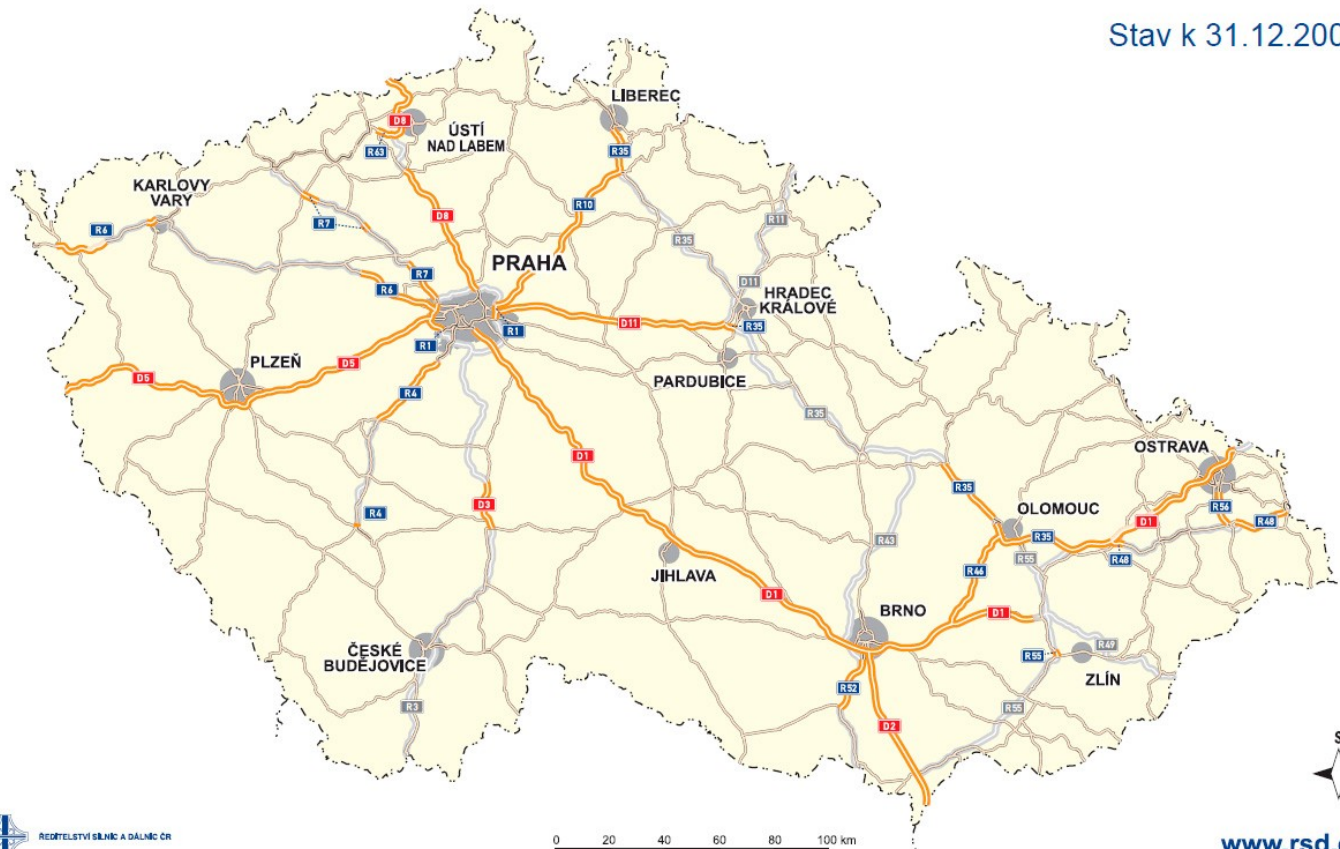 Stav k 31.12.200
LIBEREC
D8
ÚSTÍ
NAD LABEM
R63
R35
KARLOVY
VARY
R10
R6
R7
D8
R11
R35
PRAHA
R7
D11
R6
HRADEC
KRÁLOVÉ
D11
R35
R1
R1
PLZEŇ
D5
D5
PARDUBICE
R4
R35
D1
OSTRAVA
R35
D3
R4
OLOMOUC
R56
D1
R48
R35
R43
R55
R48
JIHLAVA
R46
D1
BRNO
D1
R49
ČESKÉ
BUDĚJOVICE
R55
ZLÍN
R52
R3
R55
D2
S
ŘEDITELSTVÍ SILNIC A DÁLNIC ČR
0 20 40 60 80 100 km
www.rsd.